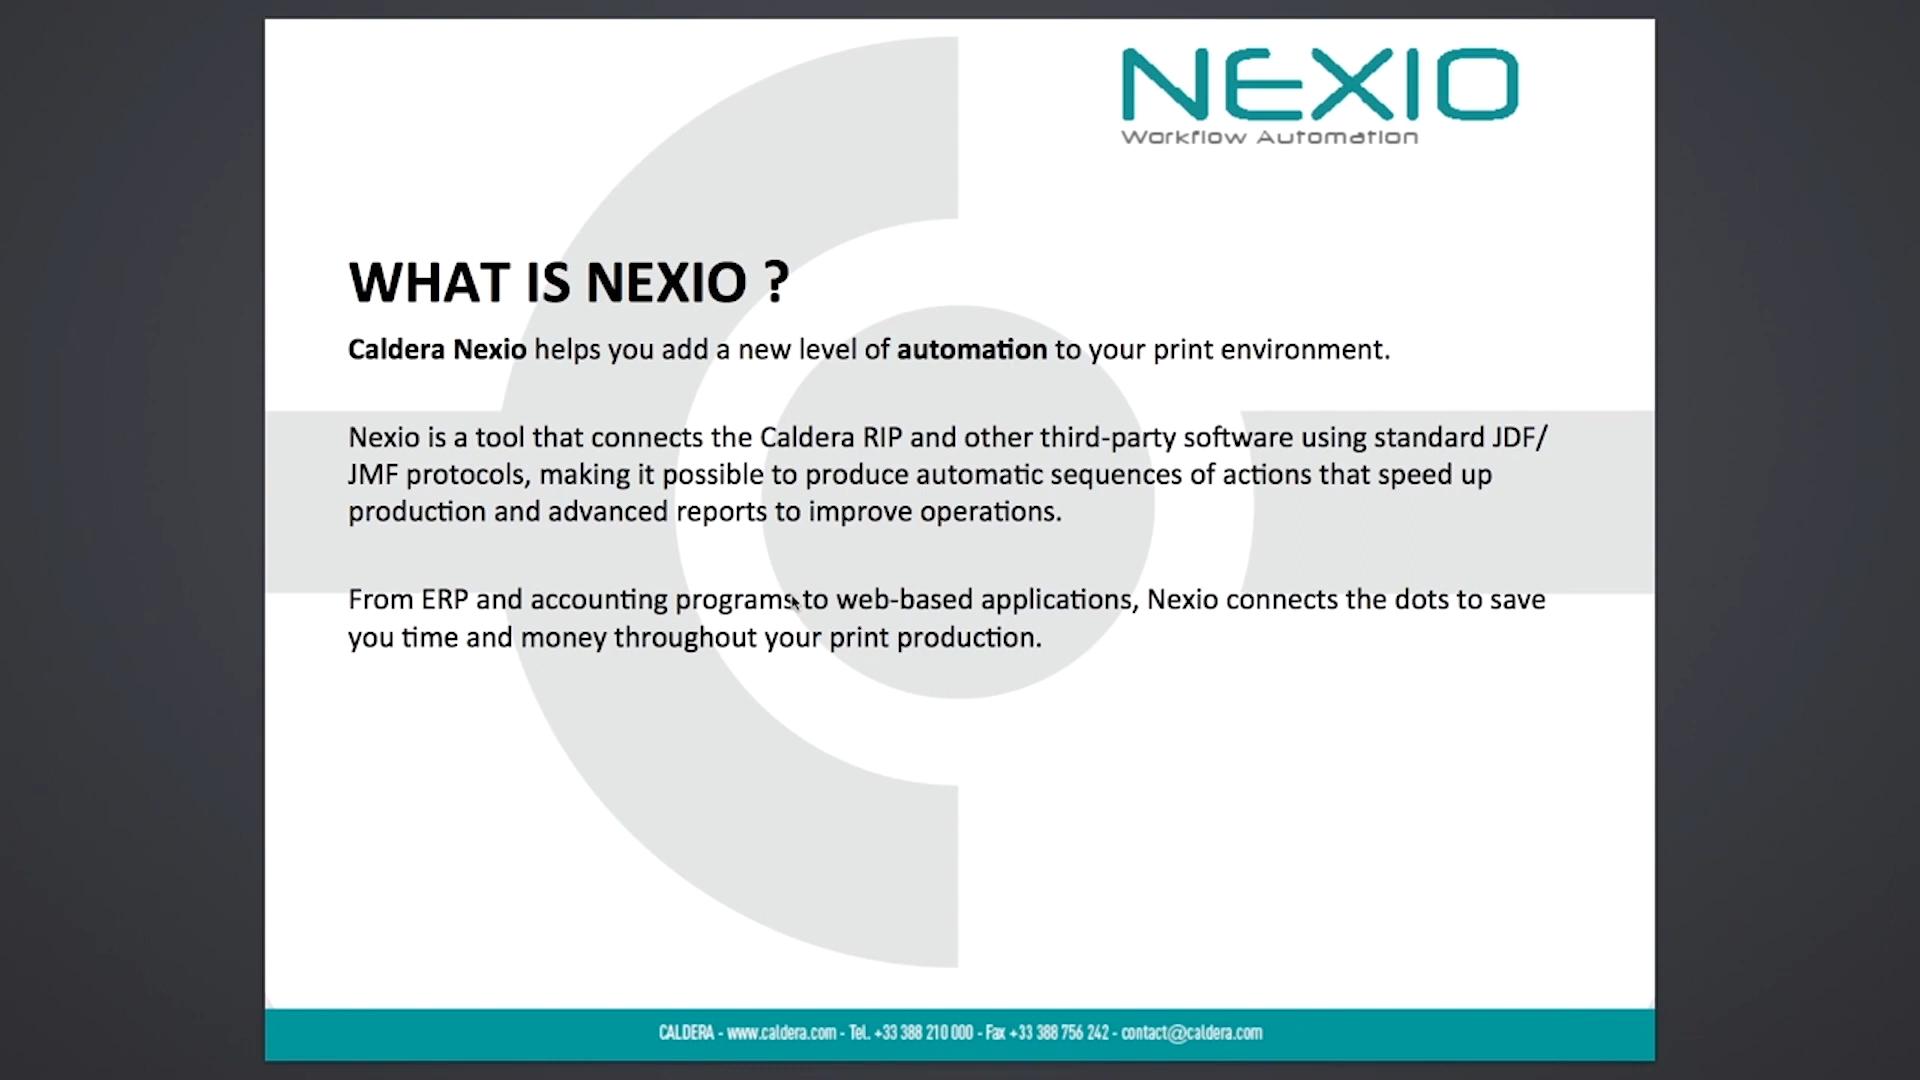 NEXIO
Workflow Automation
WHAT IS NEXIO ?
Caldera Nexio helps you add a new level of automation to your print environment.
Nexio is a tool that connects the Caldera RIP and other third-party software using standard JDF/
JMF protocols, making it possible to produce automatic sequences of actions that speed up
production and advanced reports to improve operations.
From ERP and accounting programs to web-based applications, Nexio connects the dots to save
you time and money throughout your print production.
CALDERA - www.caldera.com - Tel. +33 388 210 000 - Fax +33 388 756 242 - contact@caldera.com